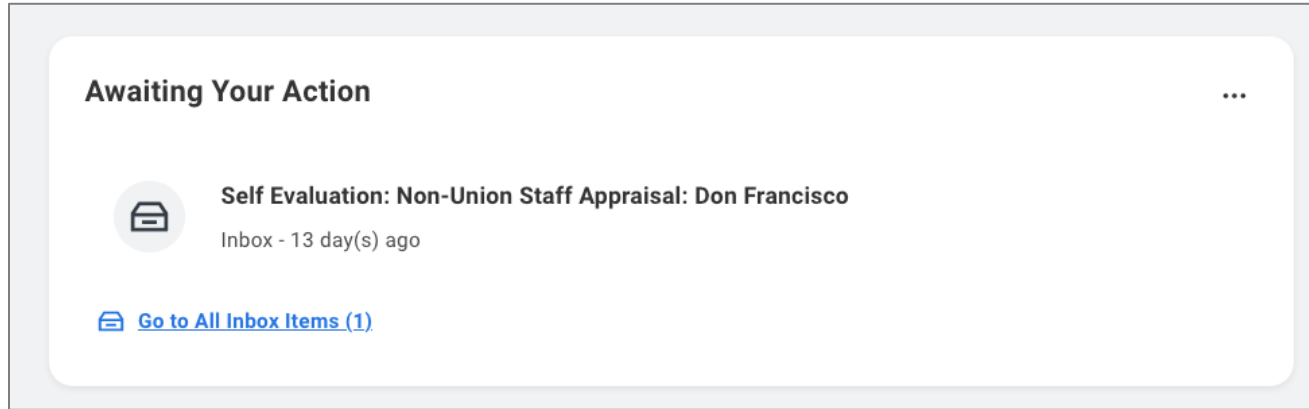 Awaiting Your Action
Self Evaluation: Non-Union Staff Appraisal: Don Francisco
Inbox - 13 day(s) ago
Go to All Inbox Items (1)